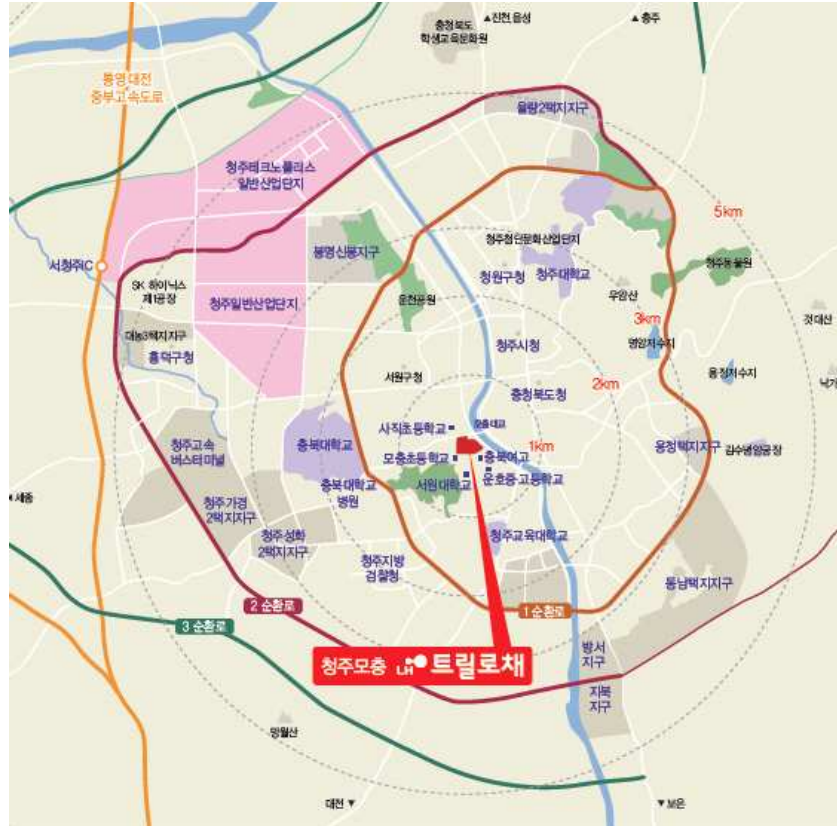 ▲진천,음성
▲충주
충청북도
학생교육문화원
통영대전
중부고속도로
율량2택지지구
청주테크노폴리스
일반산업단지
5km
서청주IC
봉명신봉지구
청주첨단문화산업단지
청원구청
청주대학교
청주동물원
우암산
SK 하이닉스
제1공장
청주일반산업단지
운천공원
것대산
3km
대농3택지지구
흥덕구청
청주시청
명암저수지
용정저수지
낙가
서원구청
2km
충청북도청
사직초등학교
모충대교
청주고속
버스터미널
충북대학교
모충초등학교
충북여고
1km
용정택지지구
김수녕양궁장
◀세종
청주가경
2택지지구
충북대학교
병원
서원대학교
운호중·고등학교
청주성화
2택지지구
청주지방
검찰청
청주교육대학교
동남택지지구
2 순환로
1 순환로
3 순환로
청주모충 LH 트릴로채
방서
지구
지북
지구
망월산
대전▼
▼보은